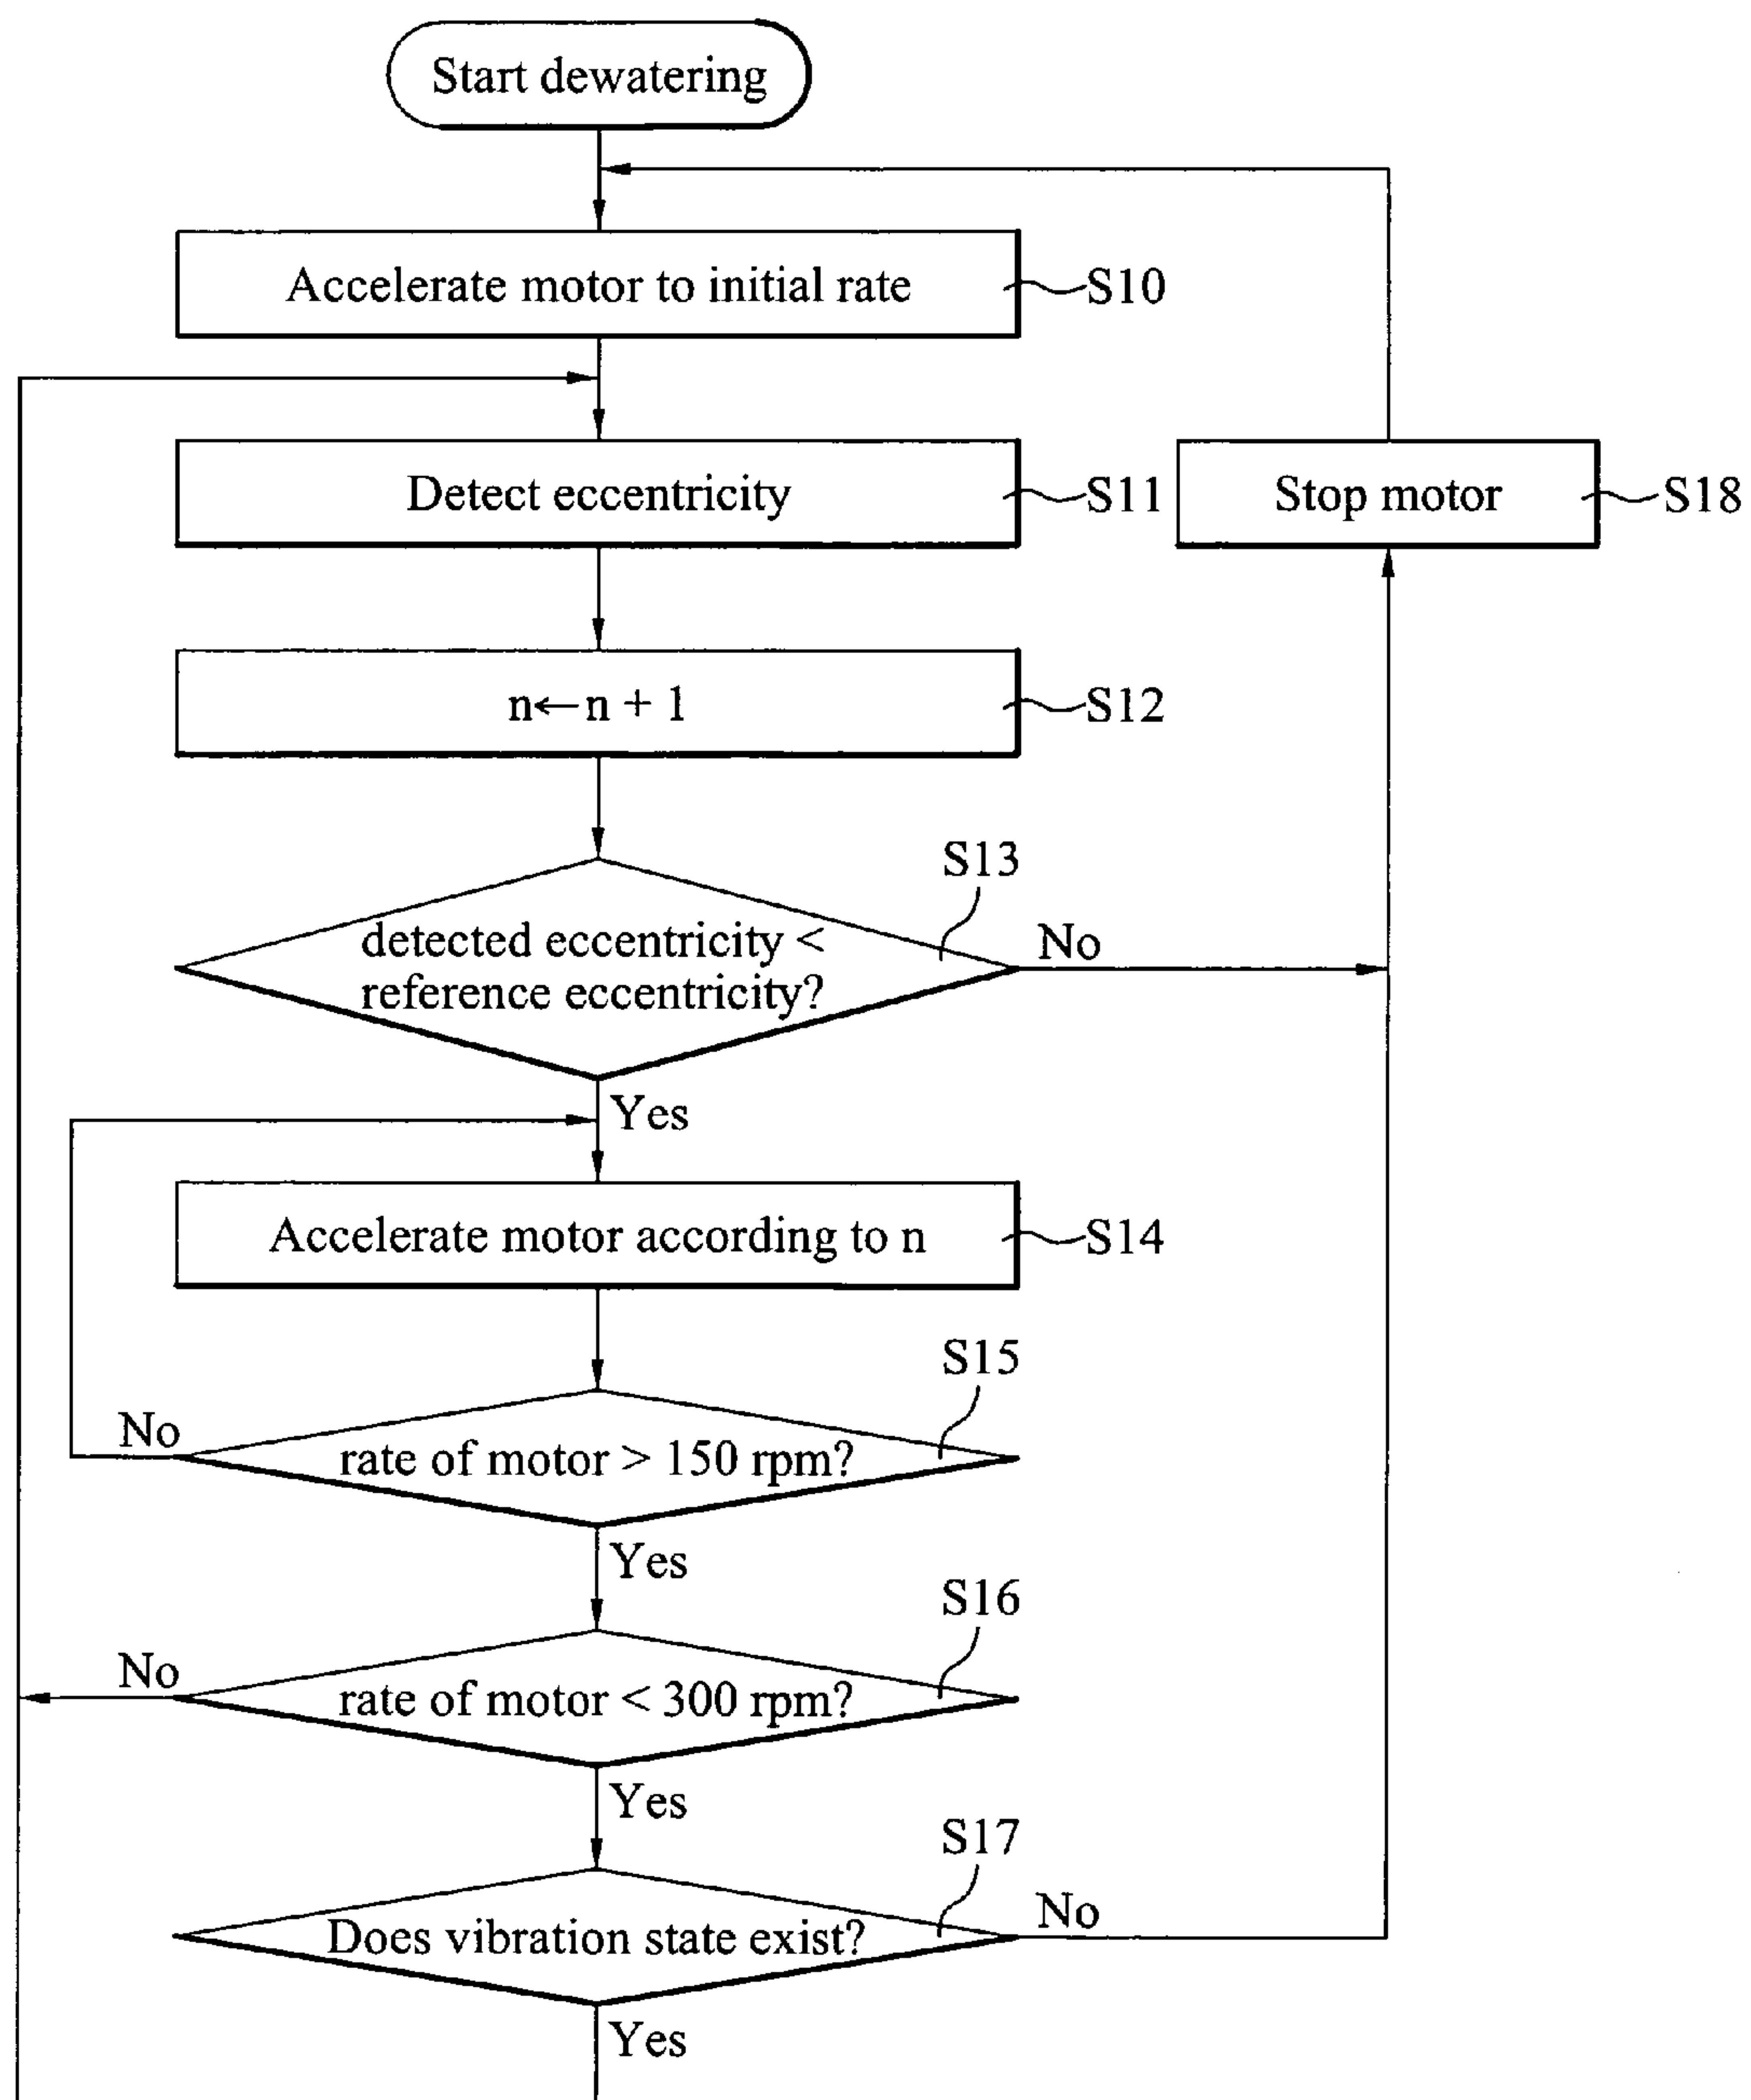 Start dewatering
Accelerate motor to initial rate
S10
Detect eccentricity
S11
Stop motor
S18
n←n + 1
S12
S13
detected eccentricity <
reference eccentricity?
No
Yes
Accelerate motor according to n
S14
S15
No
rate of motor > 150 rpm?
Yes
S16
No
rate of motor < 300 rpm?
Yes
S17
Does vibration state exist?
No
Yes